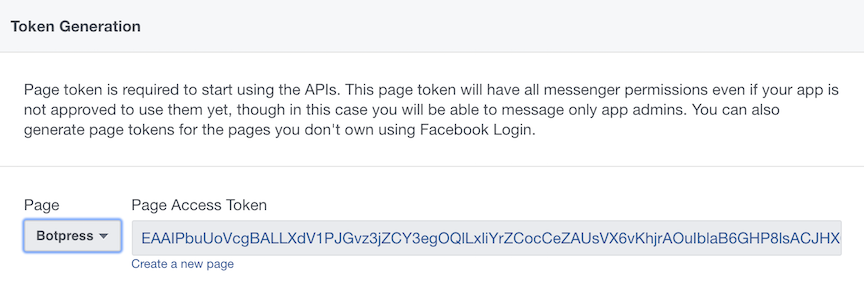 Token Generation
Page token is required to start using the APIs. This page token will have all messenger permissions even if your app is
not approved to use them yet, though in this case you will be able to message only app admins. You can also
generate page tokens for the pages you don't own using Facebook Login.
Page
Page Access Token
Botpress
Create a new page